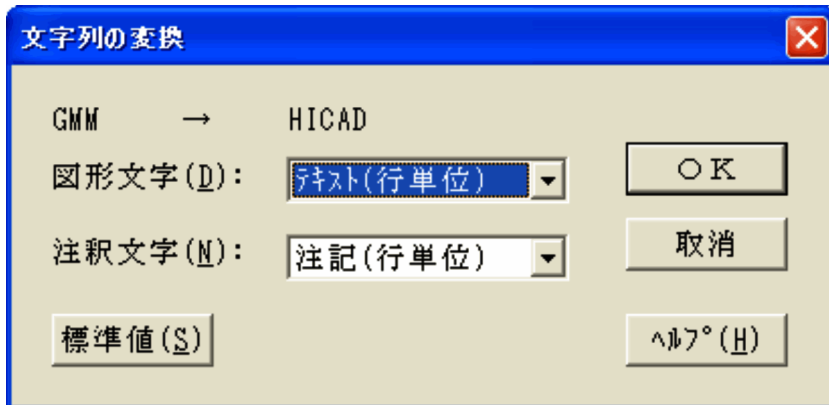 文字列の変換
GMM → HICAD
図形文字(D): ﾃｷｽﾄ(行単位)
ＯＫ
注釈文字(N): 注記(行単位)
取消
標準値(S)
ﾍﾙﾌﾟ(H)